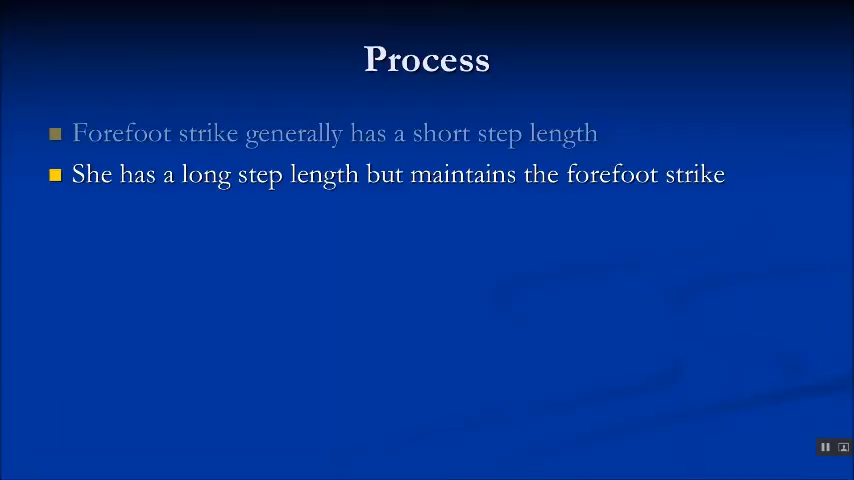 Process
Forefoot strike generally has a short step length
She has a long step length but maintains the forefoot strike